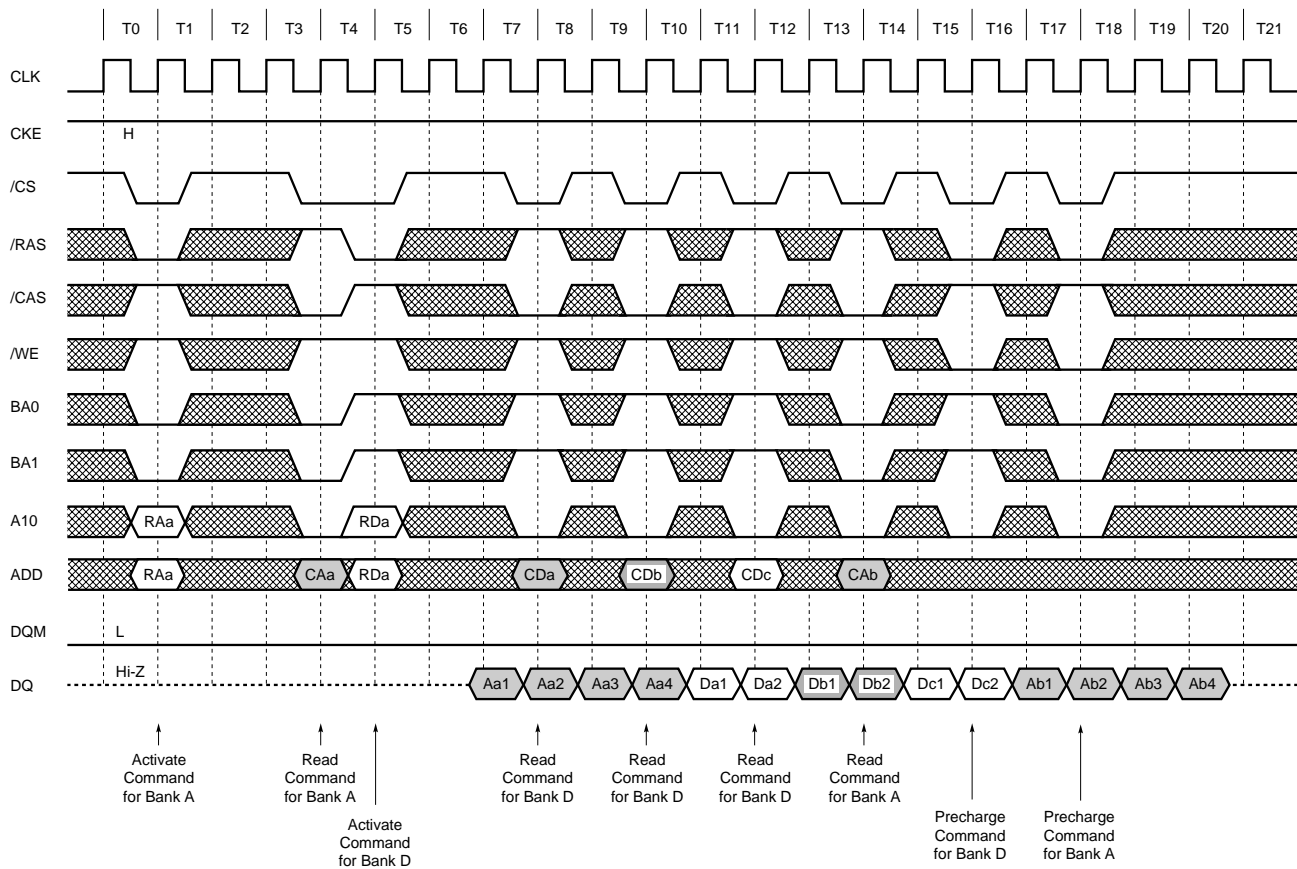 T0 T1 T2 T3 T4 T5 T6 T7 T8 T9 T10 T11 T12 T13 T14 T15 T16 T17 T18 T19 T20 T21
CLK
CKE H
/CS
/RAS
/CAS
/WE
BA0
BA1
A10 RAa RDa
ADD RAa CAa RDa CDa CDb CDc CAb
DQM L
DQ Hi-Z Aa1 Aa2 Aa3 Aa4 Da1 Da2 Db1 Db2 Dc1 Dc2 Ab1 Ab2 Ab3 Ab4
Activate
Command
for Bank A
Read
Command
for Bank A
Activate
Command
for Bank D
Read
Command
for Bank D
Read
Command
for Bank D
Read
Command
for Bank D
Read
Command
for Bank A
Precharge
Command
for Bank D
Precharge
Command
for Bank A